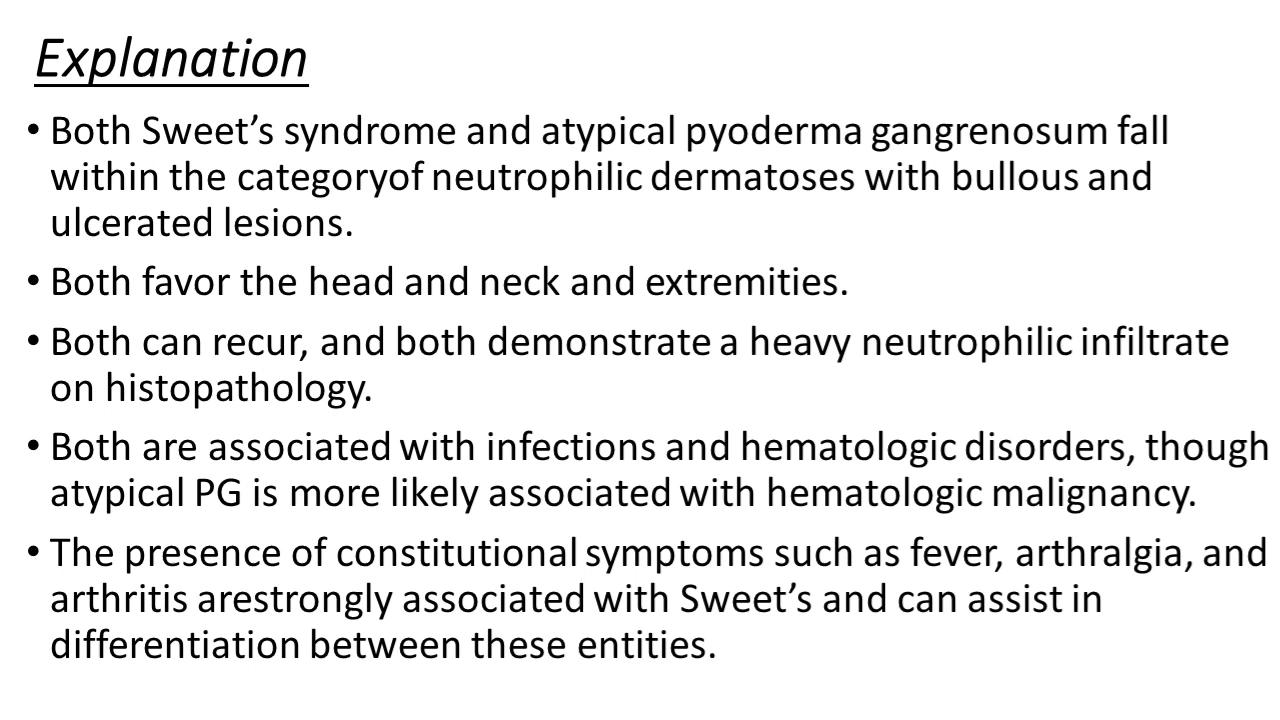 Explanation
• Both Sweet’s syndrome and atypical pyoderma gangrenosum fall
within the categoryof neutrophilic dermatoses with bullous and
ulcerated lesions.
• Both favor the head and neck and extremities.
• Both can recur, and both demonstrate a heavy neutrophilic infiltrate
on histopathology.
• Both are associated with infections and hematologic disorders, though
atypical PG is more likely associated with hematologic malignancy.
• The presence of constitutional symptoms such as fever, arthralgia, and
arthritis arestrongly associated with Sweet’s and can assist in
differentiation between these entities.